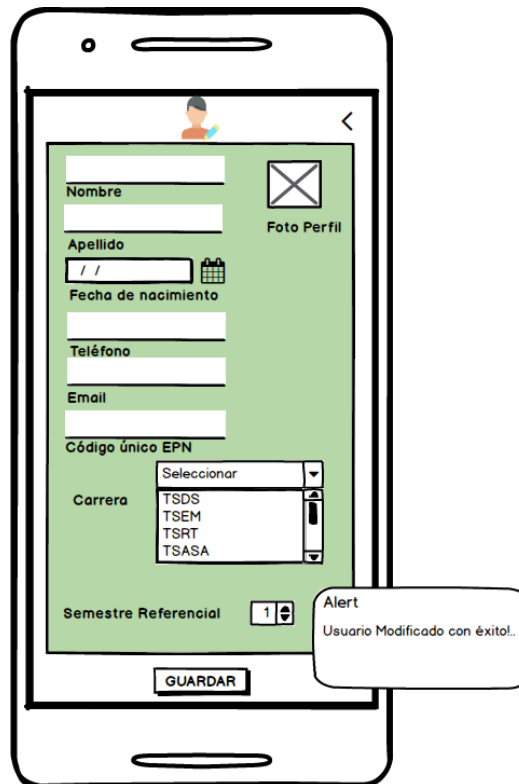 Nombre
Foto Perfil
Apellido
/ /
Fecha de nacimiento
Teléfono
Email
Código único EPN
Seleccionar
Carrera
TSDS
TSEM
TSRT
TSASA
Semestre Referencial
1
Alert
Usuario Modificado con éxito!..
GUARDAR